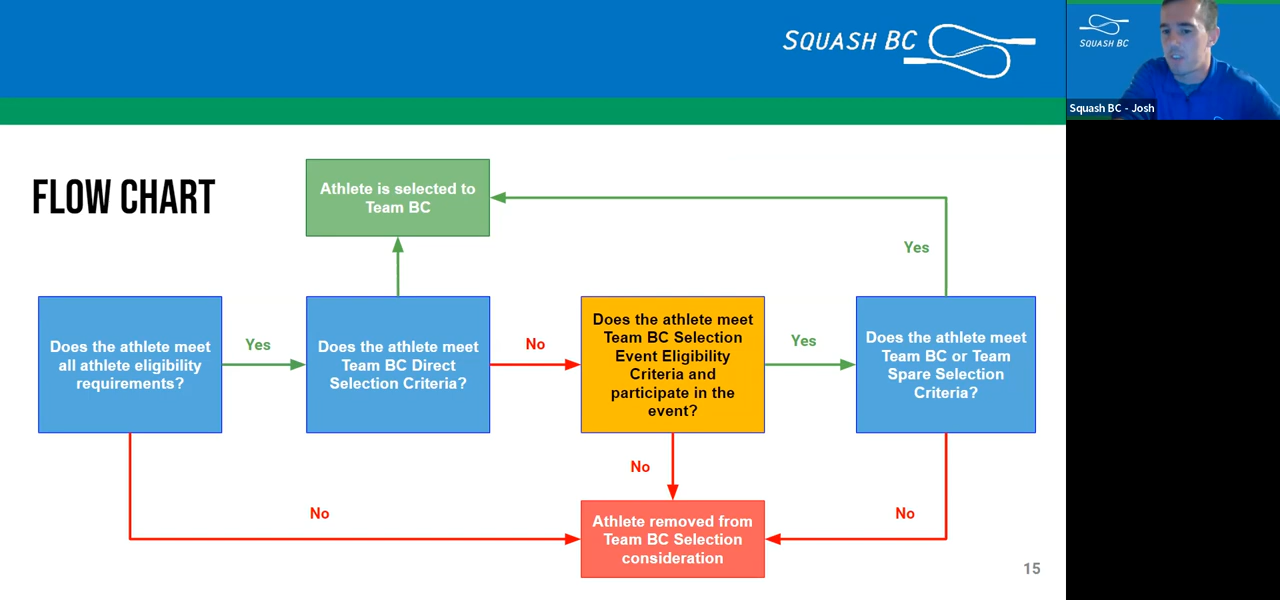 SQUASH BC
SQUASH BC
Squash BC - Josh
FLOW CHART
Athlete is selected to
Team BC
Yes
Does the athlete meet
all athlete eligibility
requirements?
Yes
Does the athlete meet
Team BC Direct
Selection Criteria?
No
Does the athlete meet
Team BC Selection
Event Eligibility
Criteria and
participate in the
event?
Yes
Does the athlete meet
Team BC or Team
Spare Selection
Criteria?
No
No
No
Athlete removed from
Team BC Selection
consideration
15